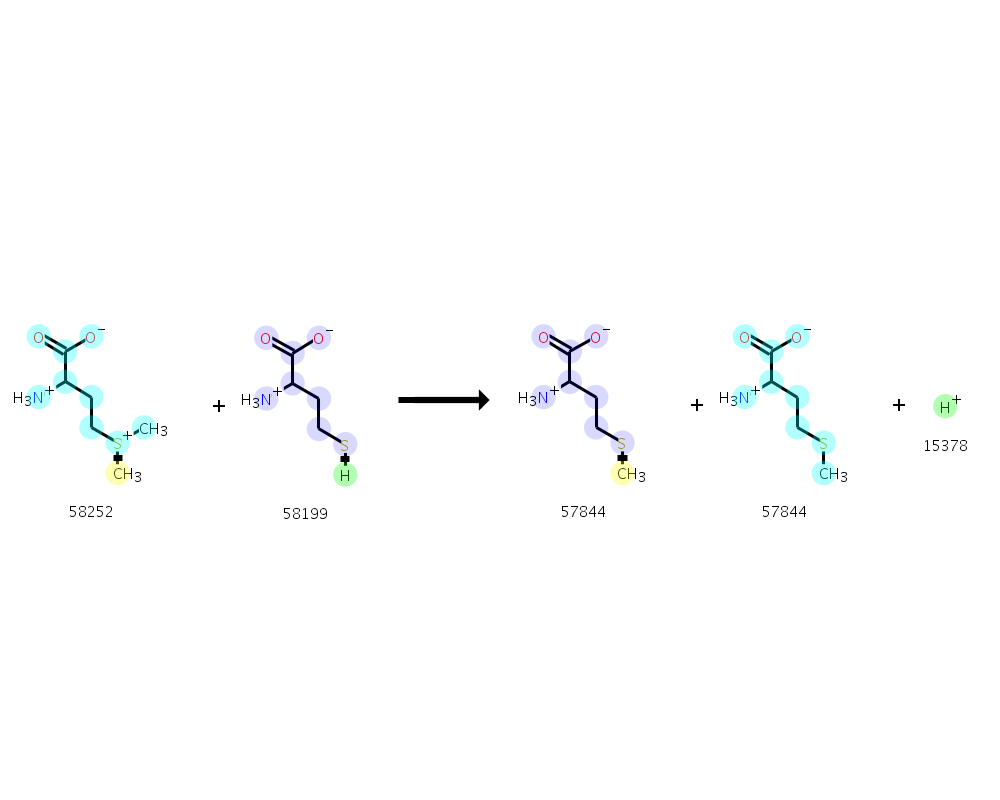 O O⁻
H₃N⁺
S⁺ CH₃
CH₃
58252
+
O O⁻
H₃N⁺
S
H
58199
O O⁻
H₃N⁺
S
CH₃
57844
+
O O⁻
H₃N⁺
S
CH₃
57844
+
H⁺
15378